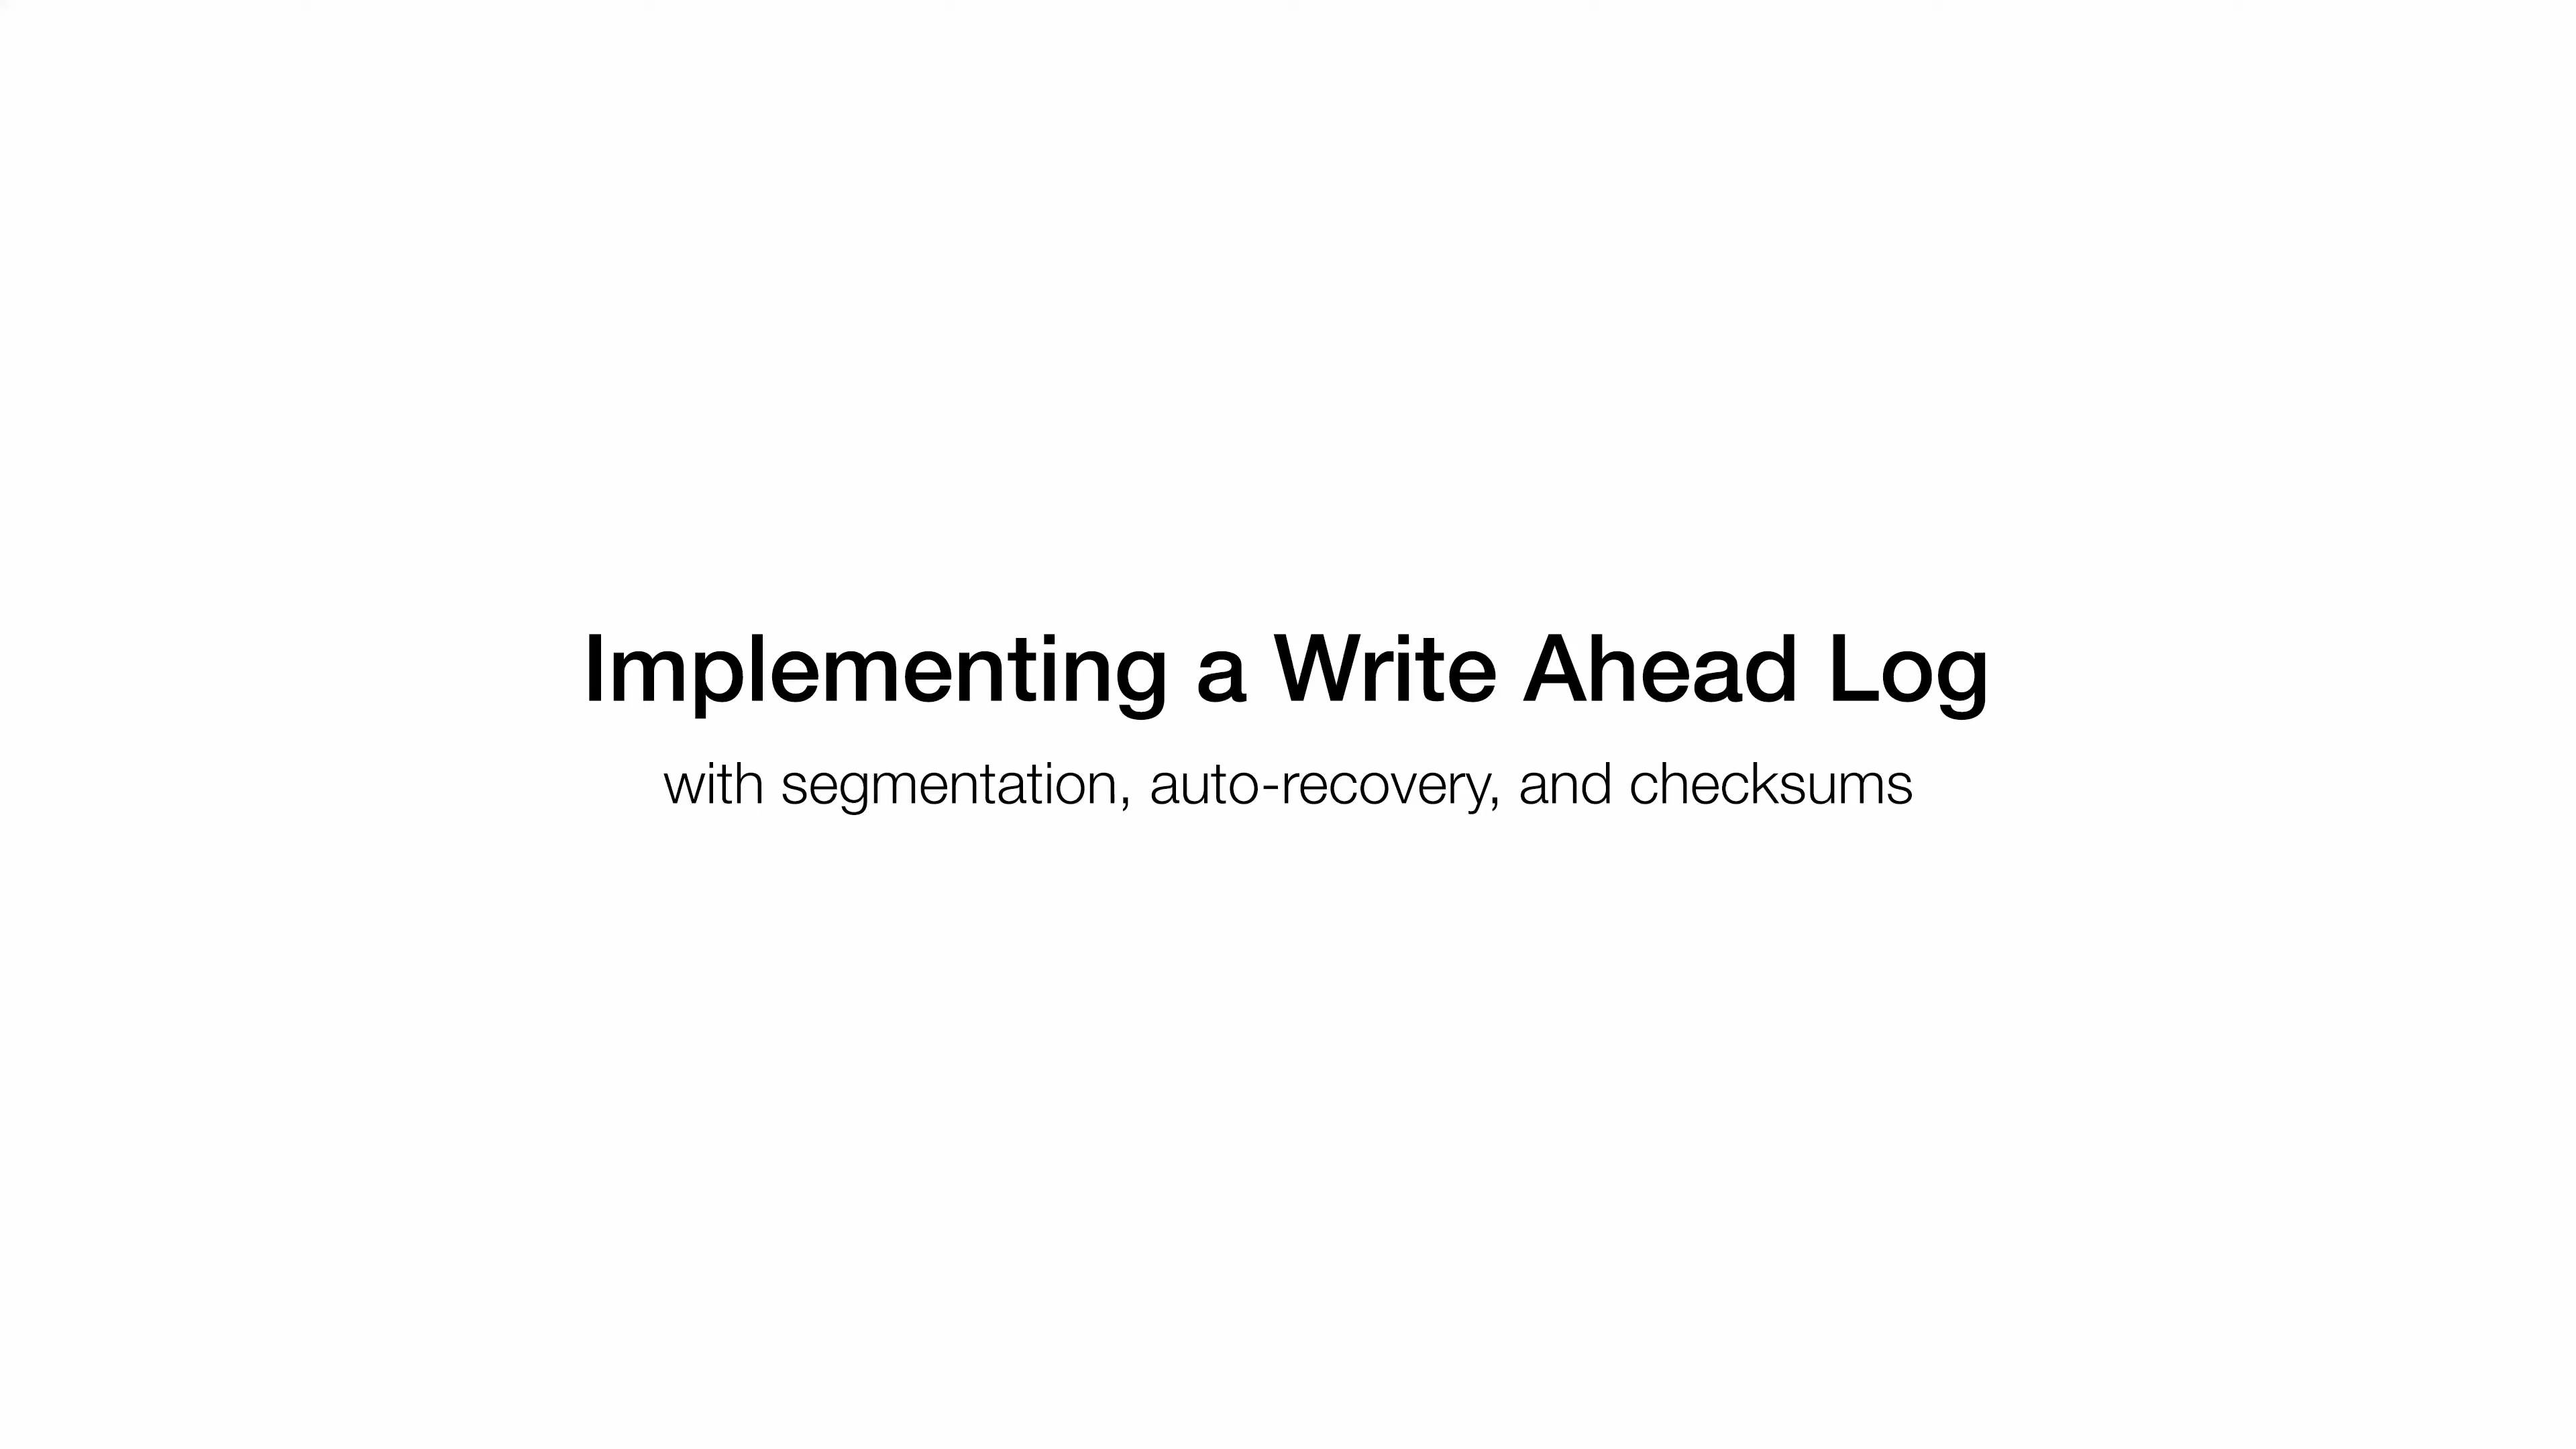 Implementing a Write Ahead Log
with segmentation, auto-recovery, and checksums